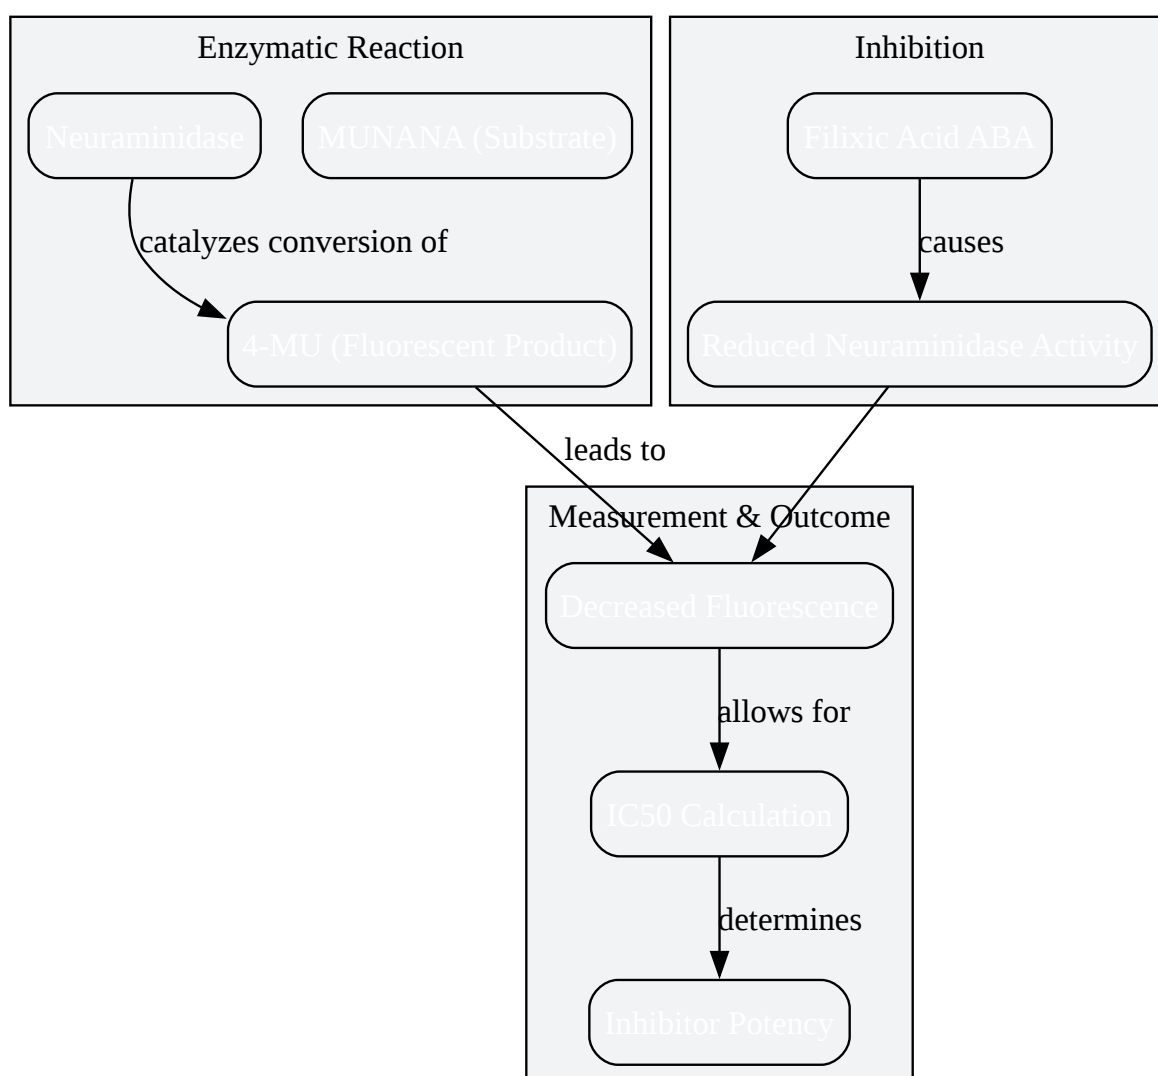 Enzymatic Reaction
Inhibition
Neuraminidase
MUNANA (Substrate)
Filixic Acid ABA
catalyzes conversion of
causes
4-MU (Fluorescent Product)
Reduced Neuraminidase Activity
leads to
Measurement & Outcome
Decreased Fluorescence
allows for
IC50 Calculation
determines
Inhibitor Potency